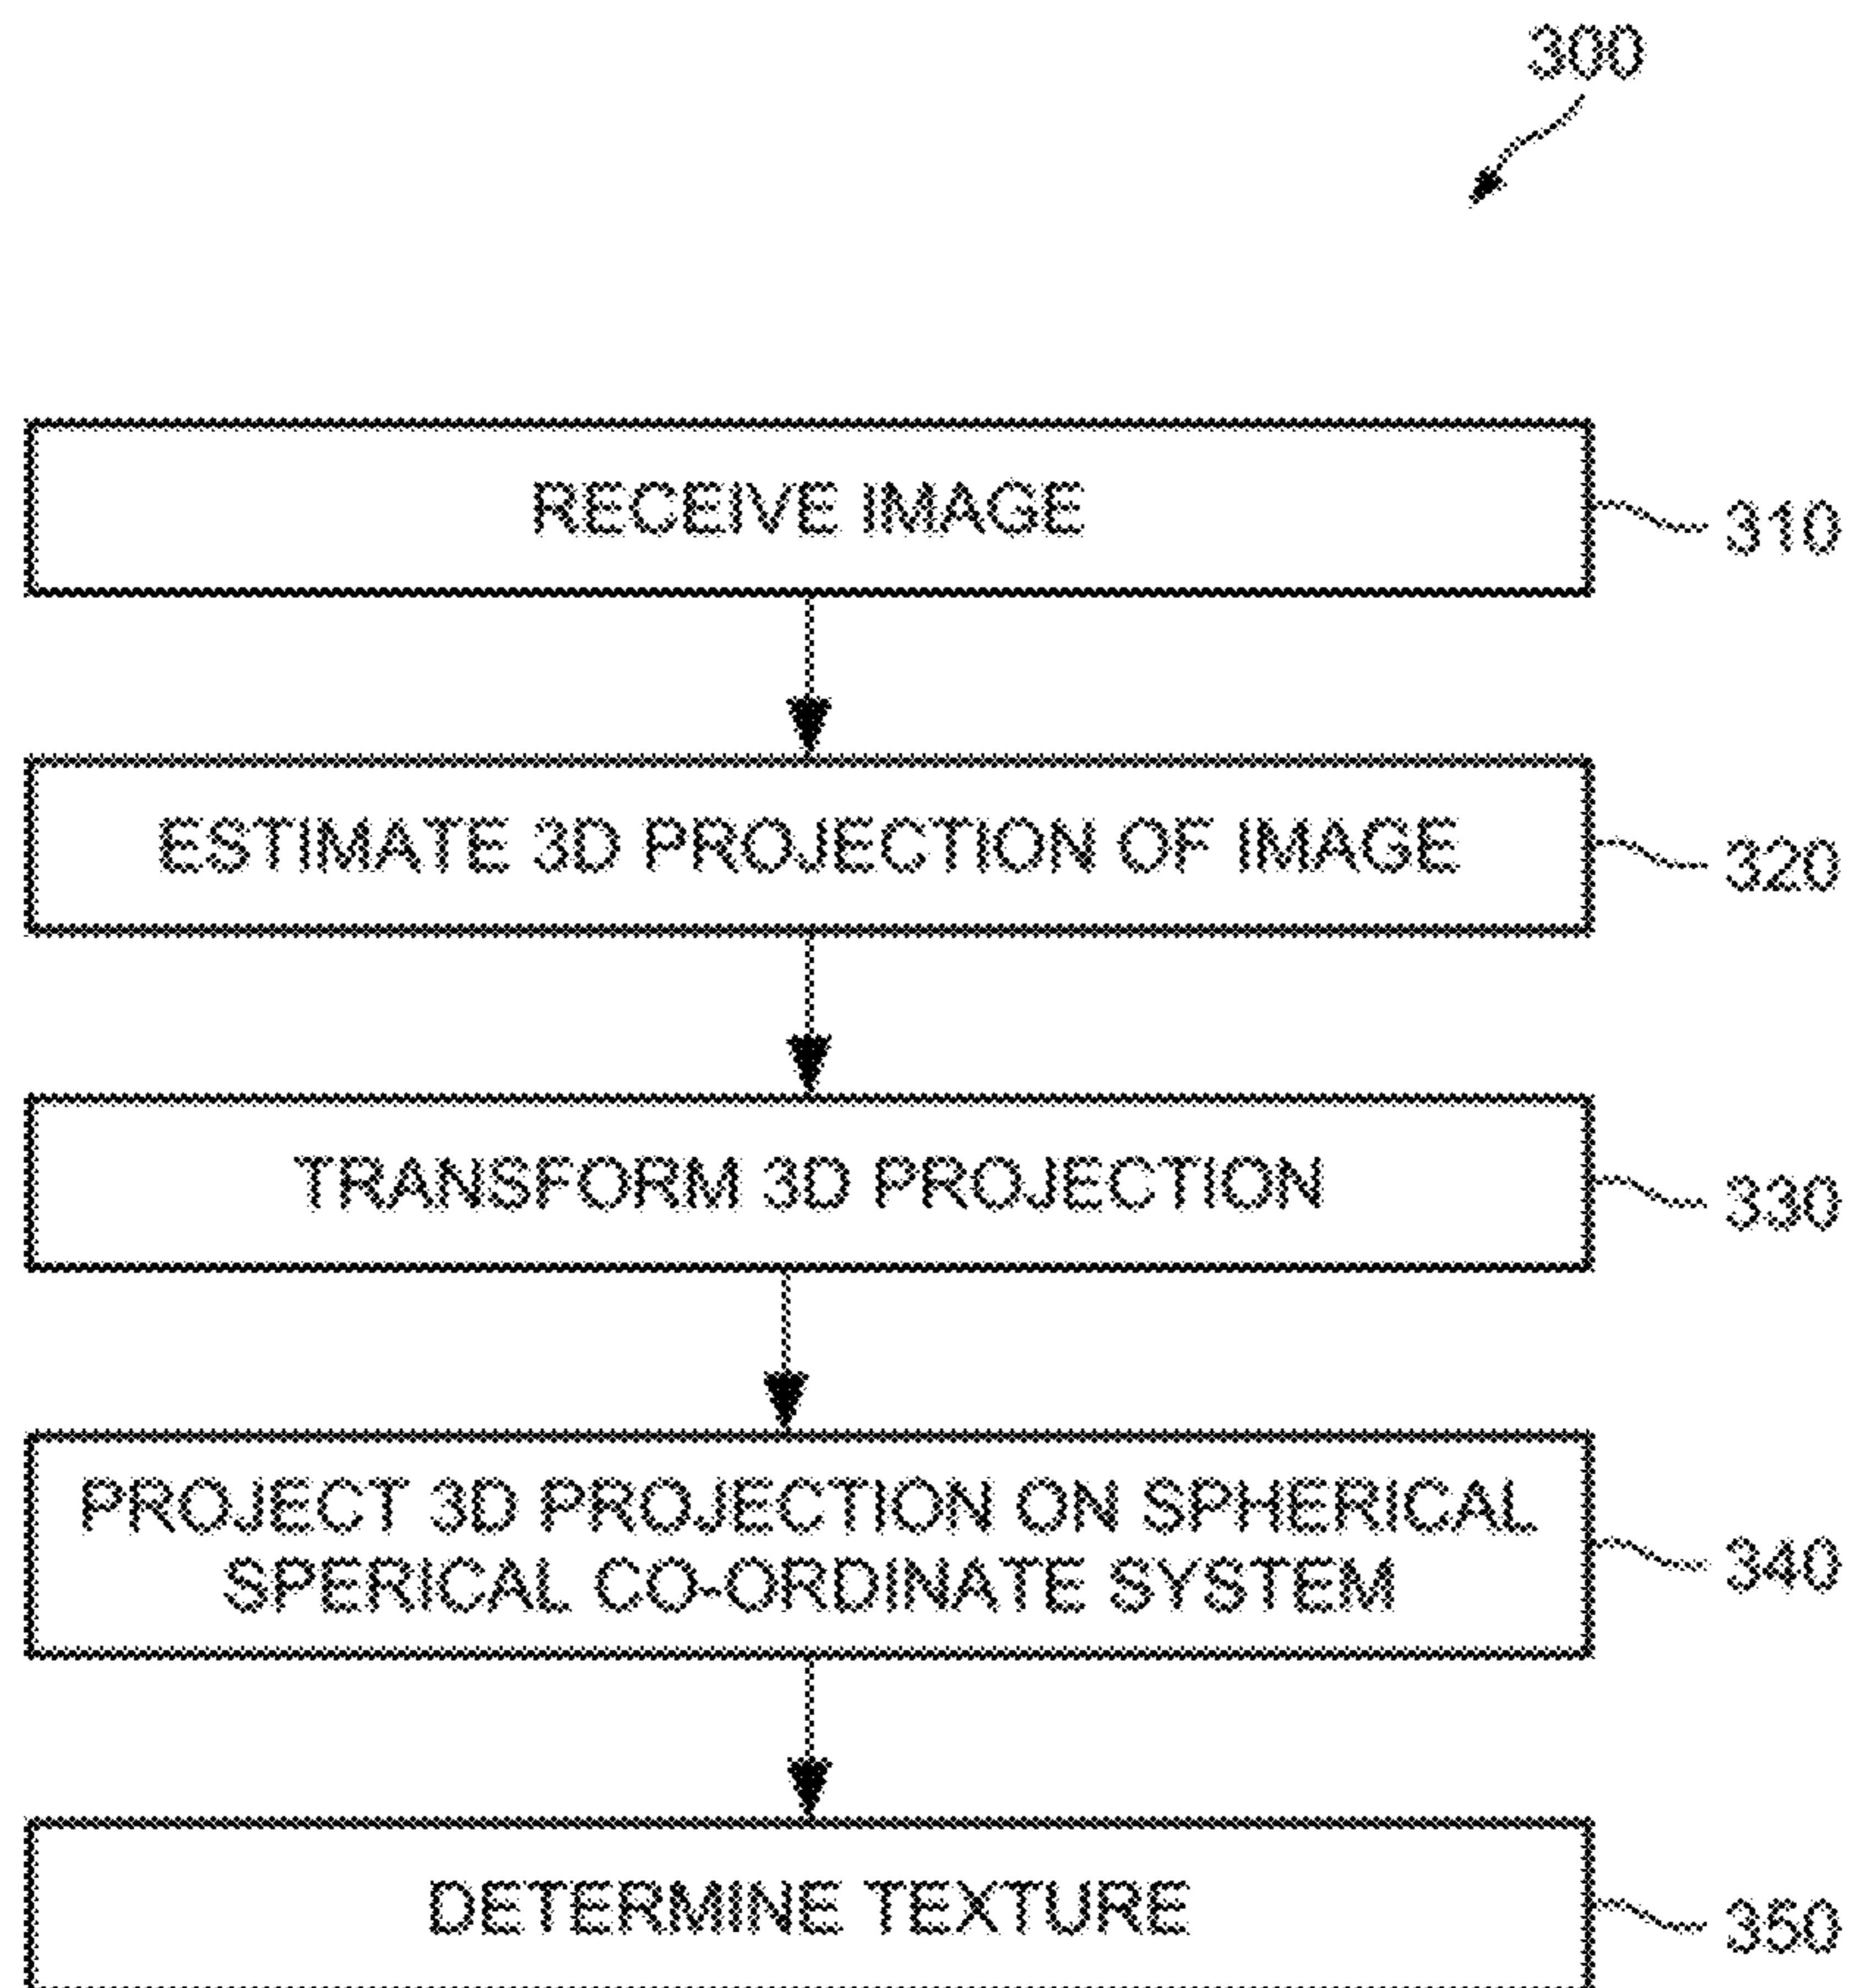 300
RECEIVE IMAGE
310
ESTIMATE 3D PROJECTION OF IMAGE
320
TRANSFORM 3D PROJECTION
330
PROJECT 3D PROJECTION ON SPHERICAL
SPERICAL CO-ORDINATE SYSTEM
340
DETERMINE TEXTURE
350